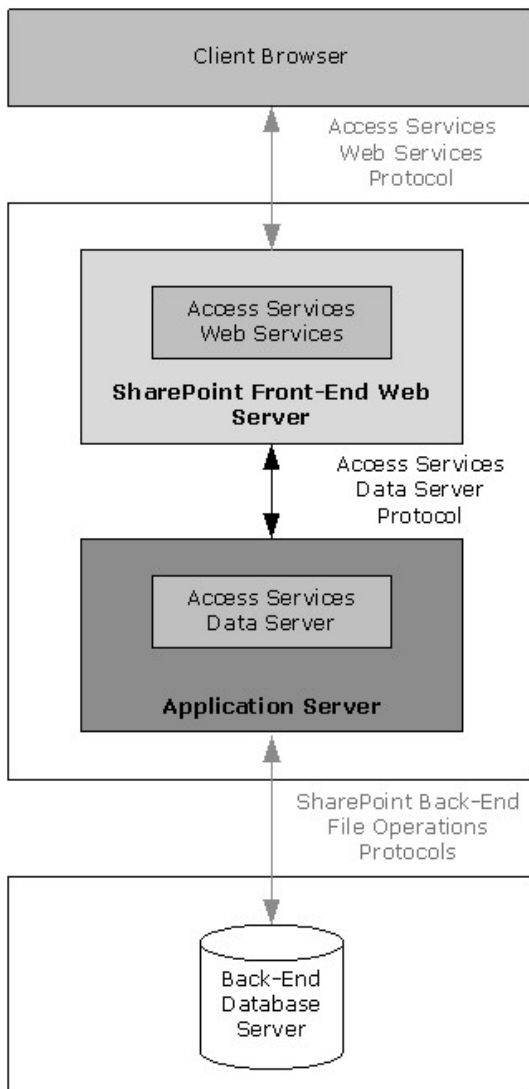 Client Browser
Access Services
Web Services
Protocol
Access Services
Web Services
SharePoint Front-End Web
Server
Access Services
Data Server
Protocol
Access Services
Data Server
Application Server
SharePoint Back-End
File Operations
Protocols
Back-End
Database
Server